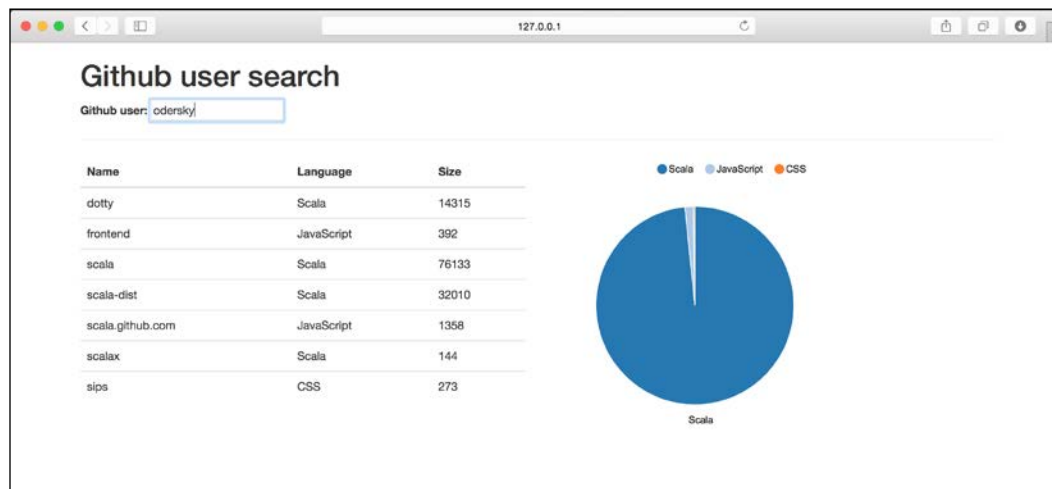 127.0.0.1
Github user search
Github user: odersky
Name Language Size
dotty Scala 14315
frontend JavaScript 392
scala Scala 76133
scala-dist Scala 32010
scala.github.com JavaScript 1358
scalax Scala 144
sips CSS 273
Scala JavaScript CSS
Scala